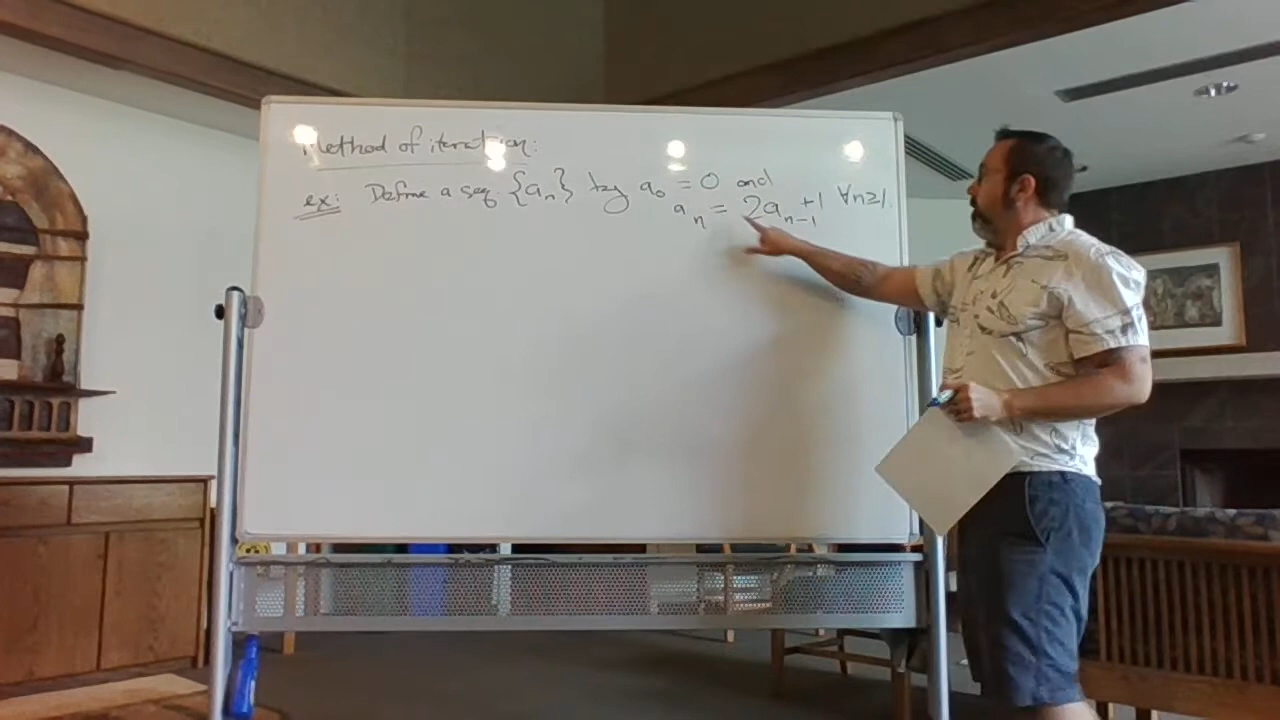 Method of iteration:
ex: Define a seq. {aₙ} by a₀ = 0 and
aₙ = 2aₙ₋₁ +1 ∀n≥1.